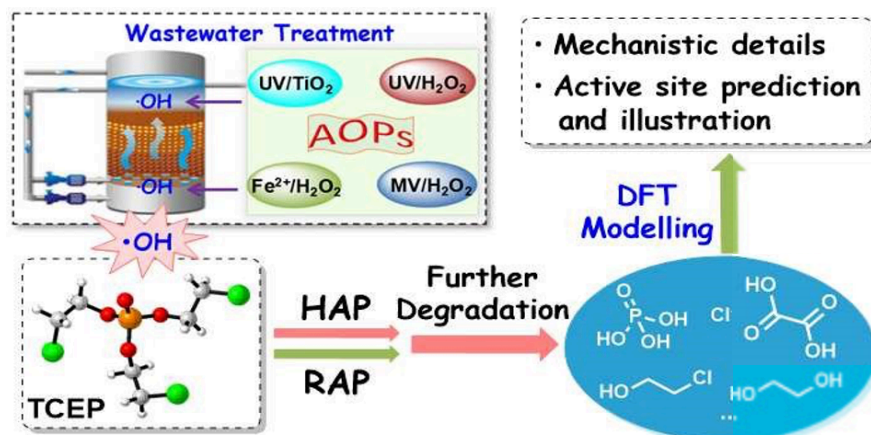 Wastewater Treatment
·OH
·OH
UV/TiO₂
UV/H₂O₂
AOPs
Fe²⁺/H₂O₂
MV/H₂O₂
·OH
TCEP
HAP
RAP
Further
Degradation
· Mechanistic details
· Active site prediction
and illustration
DFT
Modelling
O
HO
P
OH
OH
Cl
HO
O
O
OH
HO
Cl
HO
OH
...